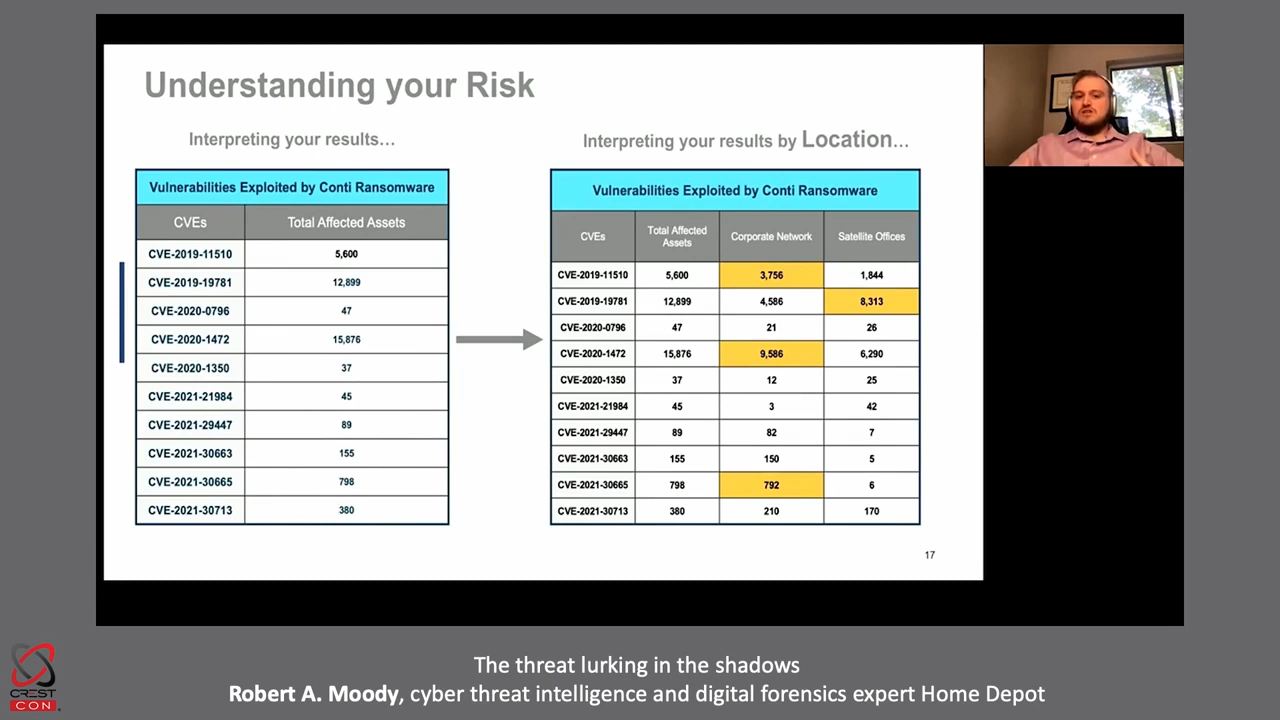 Understanding your Risk
Interpreting your results…
Vulnerabilities Exploited by Conti Ransomware
CVEs Total Affected Assets
CVE-2019-11510 5,600
CVE-2019-19781 12,899
CVE-2020-0796 47
CVE-2020-1472 15,876
CVE-2020-1350 37
CVE-2021-21984 45
CVE-2021-29447 89
CVE-2021-30663 155
CVE-2021-30665 798
CVE-2021-30713 380
Interpreting your results by Location…
Vulnerabilities Exploited by Conti Ransomware
CVEs Total Affected Assets Corporate Network Satellite Offices
CVE-2019-11510 5,600 3,756 1,844
CVE-2019-19781 12,899 4,586 8,313
CVE-2020-0796 47 21 26
CVE-2020-1472 15,876 9,586 6,290
CVE-2020-1350 37 12 25
CVE-2021-21984 45 3 42
CVE-2021-29447 89 82 7
CVE-2021-30663 155 150 5
CVE-2021-30665 798 792 6
CVE-2021-30713 380 210 170
17
CREST
CON
The threat lurking in the shadows
Robert A. Moody, cyber threat intelligence and digital forensics expert Home Depot